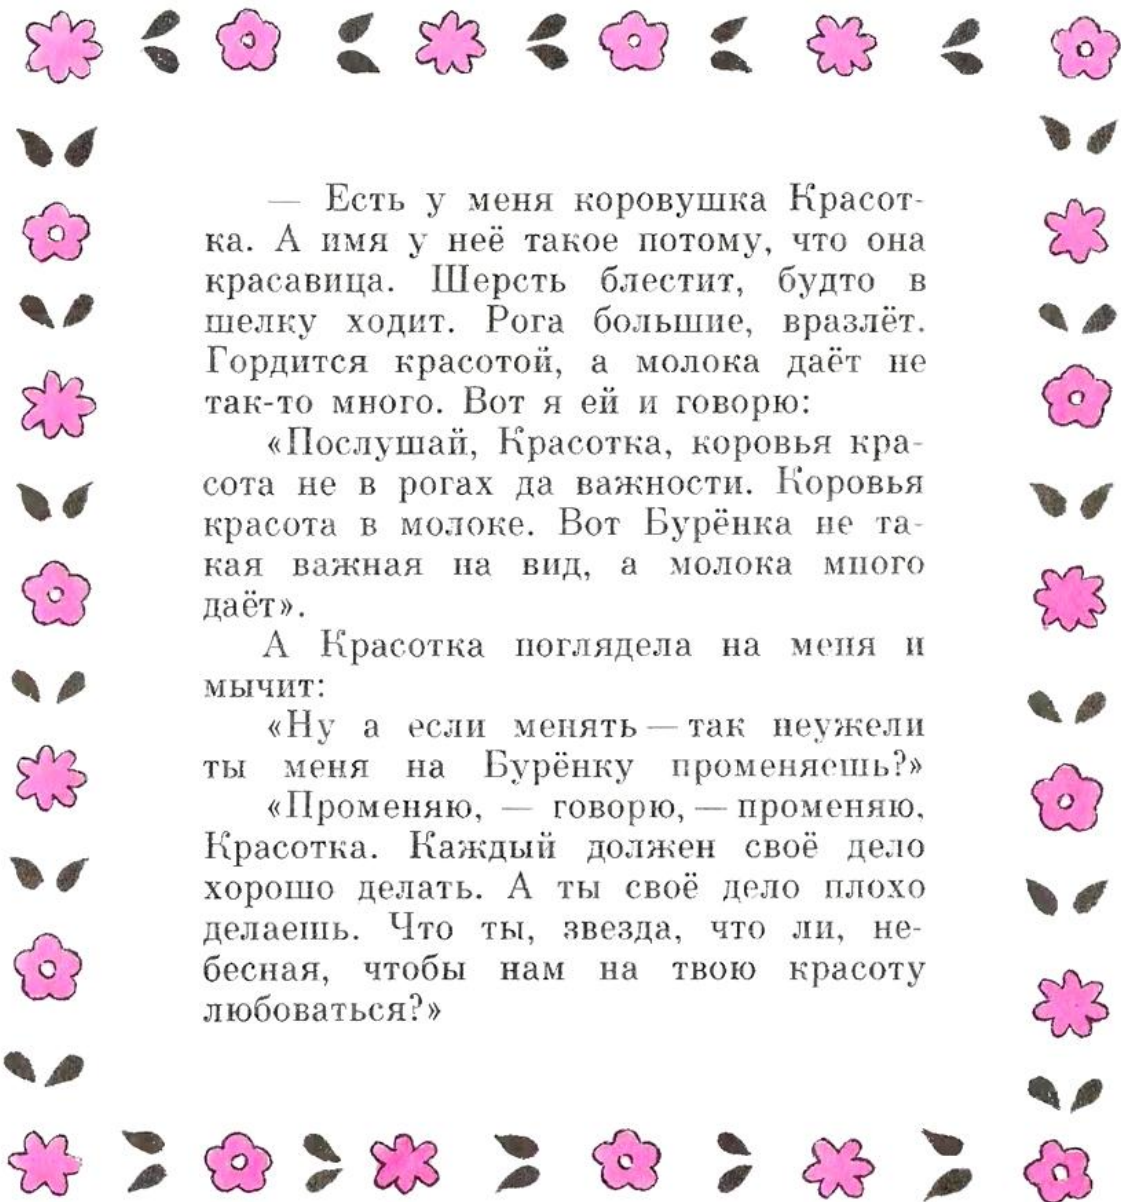 — Есть у меня коровушка Красот-
ка. А имя у неё такое потому, что она
красавица. Шерсть блестит, будто в
шелку ходит. Рога большие, вразлёт.
Гордится красотой, а молока даёт не
так-то много. Вот я ей и говорю:
«Послушай, Красотка, коровья кра-
сота не в рогах да важности. Коровья
красота в молоке. Вот Бурёнка не та-
кая важная на вид, а молока много
даёт».
А Красотка поглядела на меня и
мычит:
«Ну а если менять — так неужели
ты меня на Бурёнку променяешь?»
«Променяю, — говорю, — променяю,
Красотка. Каждый должен своё дело
хорошо делать. А ты своё дело плохо
делаешь. Что ты, звезда, что ли, не-
бесная, чтобы нам на твою красоту
любоваться?»